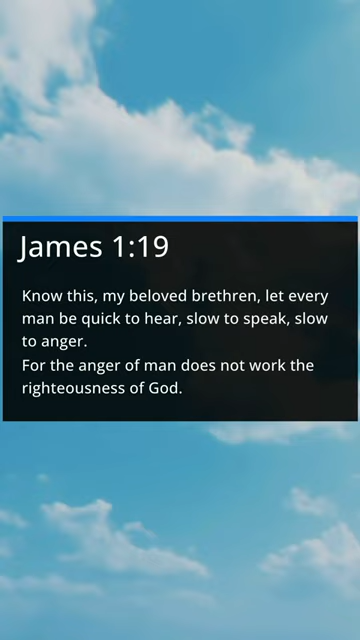 James 1:19
Know this, my beloved brethren, let every
man be quick to hear, slow to speak, slow
to anger.
For the anger of man does not work the
righteousness of God.